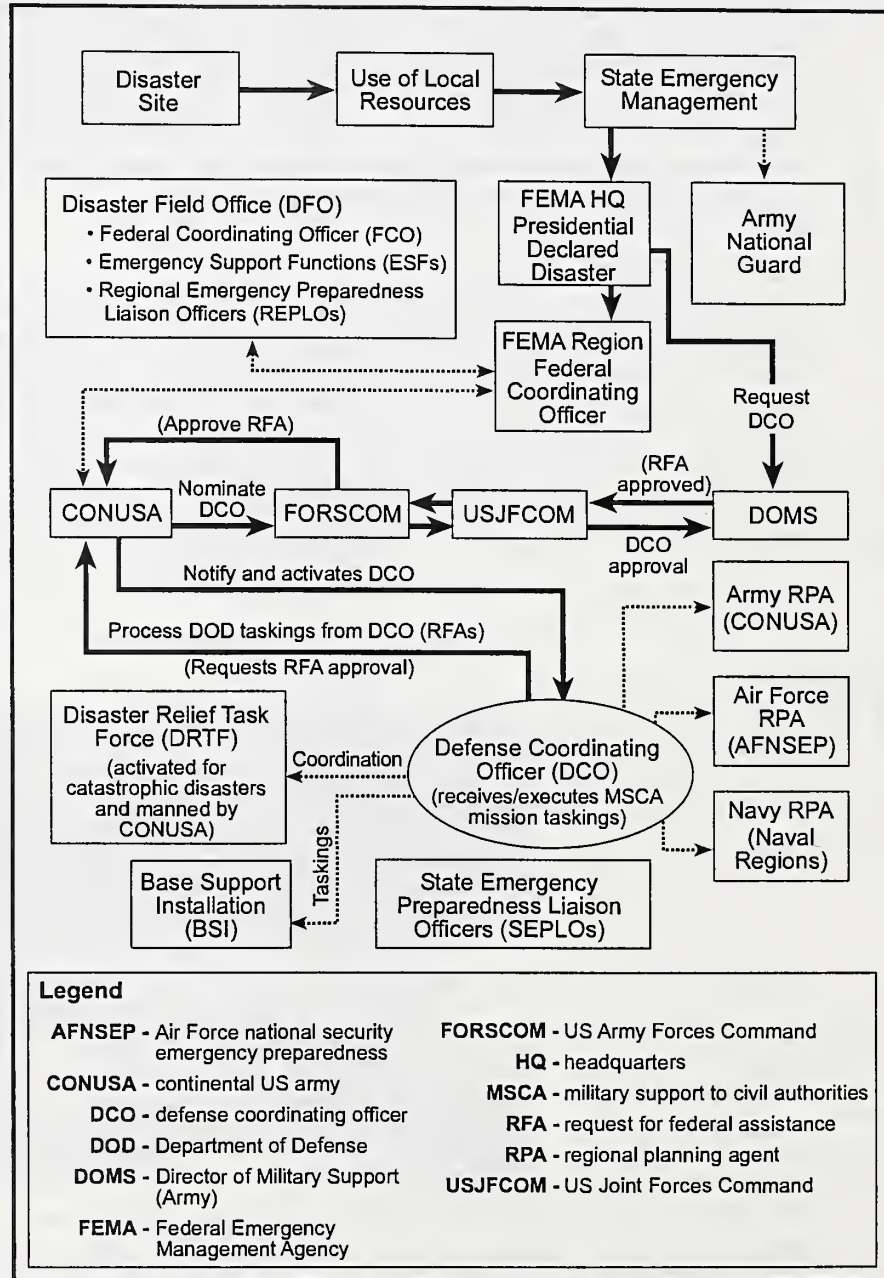 Disaster
Site
Use of Local
Resources
State Emergency
Management
Disaster Field Office (DFO)
• Federal Coordinating Officer (FCO)
• Emergency Support Functions (ESFs)
• Regional Emergency Preparedness
Liaison Officers (REPLOs)
FEMA HQ
Presidential
Declared
Disaster
Army
National
Guard
FEMA Region
Federal
Coordinating
Officer
Request
DCO
(Approve RFA)
(RFA
approved)
CONUSA
Nominate
DCO
FORSCOM
USJFCOM
DOMS
DCO
approval
Notify and activates DCO
Process DOD taskings from DCO (RFAs)
(Requests RFA approval)
Army RPA
(CONUSA)
Air Force
RPA
(AFNSEP)
Navy RPA
(Naval
Regions)
Disaster Relief Task
Force (DRTF)
(activated for
catastrophic disasters
and manned by
CONUSA)
Coordination
Defense Coordinating
Officer (DCO)
(receives/executes MSCA
mission taskings)
Taskings
Base Support
Installation
(BSI)
State Emergency
Preparedness Liaison
Officers (SEPLOs)
Legend
AFNSEP - Air Force national security
emergency preparedness
CONUSA - continental US army
DCO - defense coordinating officer
DOD - Department of Defense
DOMS - Director of Military Support
(Army)
FEMA - Federal Emergency
Management Agency
FORSCOM - US Army Forces Command
HQ - headquarters
MSCA - military support to civil authorities
RFA - request for federal assistance
RPA - regional planning agent
USJFCOM - US Joint Forces Command